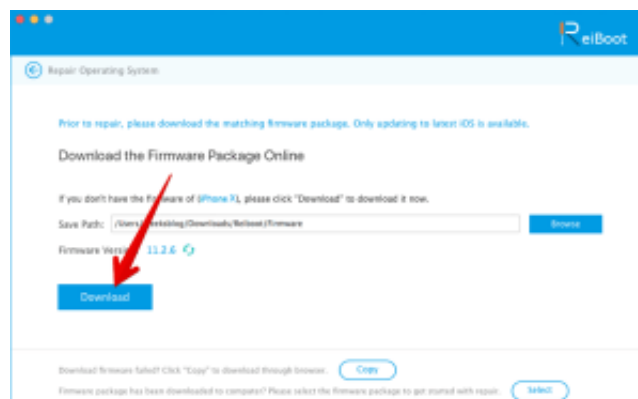 ReiBoot
Repair Operating System
Prior to repair, please download the matching firmware package. Only updating to latest iOS is available.
Download the Firmware Package Online
If you don't have the firmware of (iPhone X), please click "Download" to download it now.
Save Path: Browse
Firmware Version: 11.2.6
Download
Download firmware failed? Click "Copy" to download through browser. Copy
Firmware package has been downloaded to computer? Please select the firmware package to get started with repair. Select